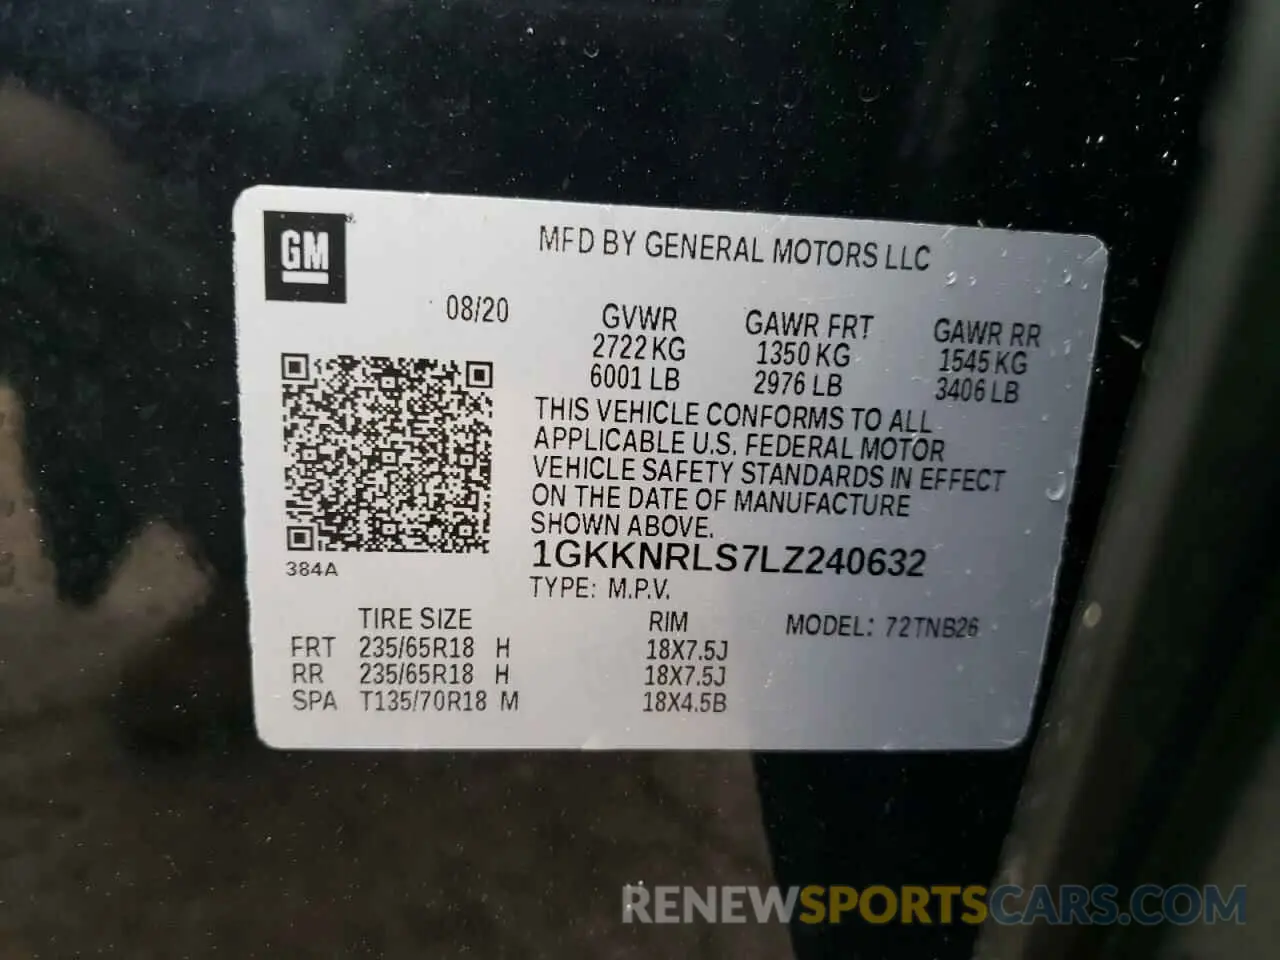 GM
MFD BY GENERAL MOTORS LLC
08/20
GVWR GAWR FRT GAWR RR
2722 KG 1350 KG 1545 KG
6001 LB 2976 LB 3406 LB
THIS VEHICLE CONFORMS TO ALL
APPLICABLE U.S. FEDERAL MOTOR
VEHICLE SAFETY STANDARDS IN EFFECT
ON THE DATE OF MANUFACTURE
SHOWN ABOVE.
1GKKNRLS7LZ240632
384A
TYPE: M.P.V.
TIRE SIZE RIM MODEL: 72TNB26
FRT 235/65R18 H 18X7.5J
RR 235/65R18 H 18X7.5J
SPA T135/70R18 M 18X4.5B
RENEWSPORTSCARS.COM